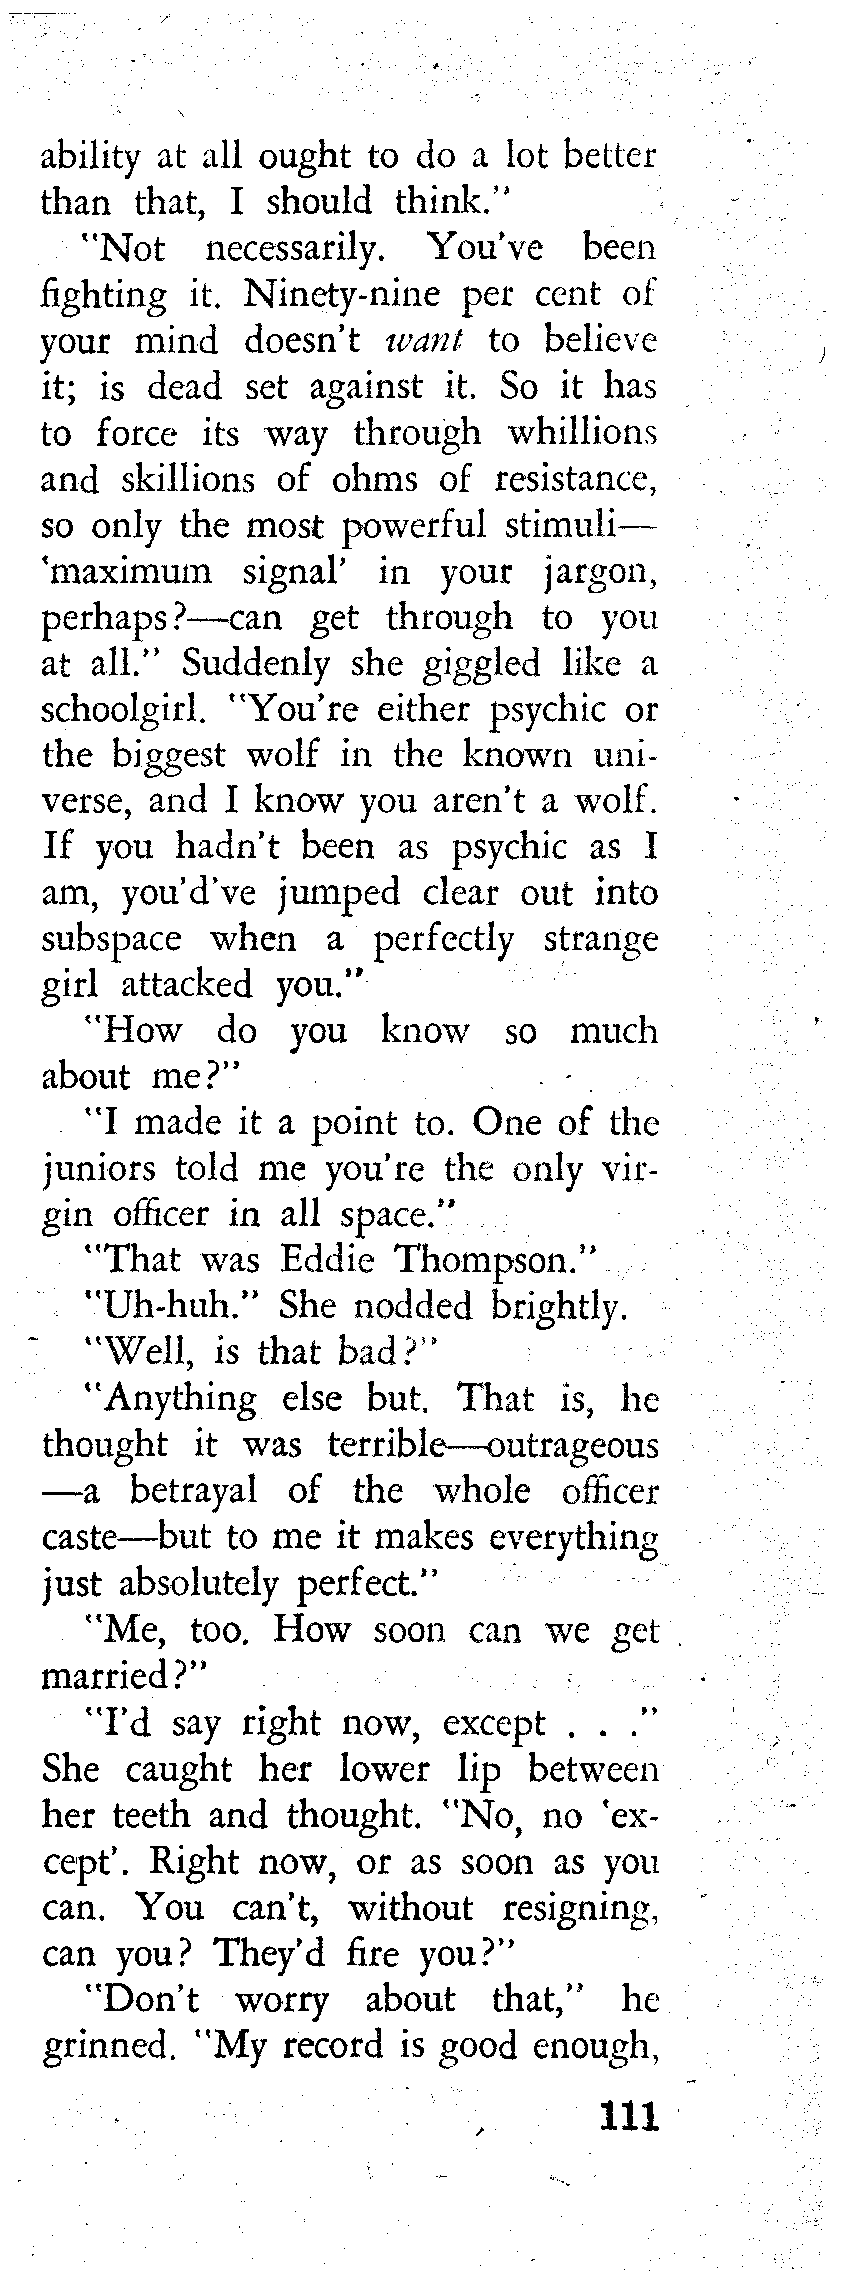 ability at all ought to do a lot better
than that, I should think."
"Not necessarily. You've been
fighting it. Ninety-nine per cent of
your mind doesn't want to believe
it; is dead set against it. So it has
to force its way through whillions
and skillions of ohms of resistance,
so only the most powerful stimuli—
'maximum signal' in your jargon,
perhaps?—can get through to you
at all." Suddenly she giggled like a
schoolgirl. "You're either psychic or
the biggest wolf in the known uni-
verse, and I know you aren't a wolf.
If you hadn't been as psychic as I
am, you'd've jumped clear out into
subspace when a perfectly strange
girl attacked you."
"How do you know so much
about me?"
"I made it a point to. One of the
juniors told me you're the only vir-
gin officer in all space."
"That was Eddie Thompson."
"Uh-huh." She nodded brightly.
"Well, is that bad?"
"Anything else but. That is, he
thought it was terrible—outrageous
—a betrayal of the whole officer
caste—but to me it makes everything
just absolutely perfect."
"Me, too. How soon can we get
married?"
"I'd say right now, except . . ."
She caught her lower lip between
her teeth and thought. "No, no 'ex-
cept'. Right now, or as soon as you
can. You can't, without resigning,
can you? They'd fire you?"
"Don't worry about that," he
grinned. "My record is good enough,
111